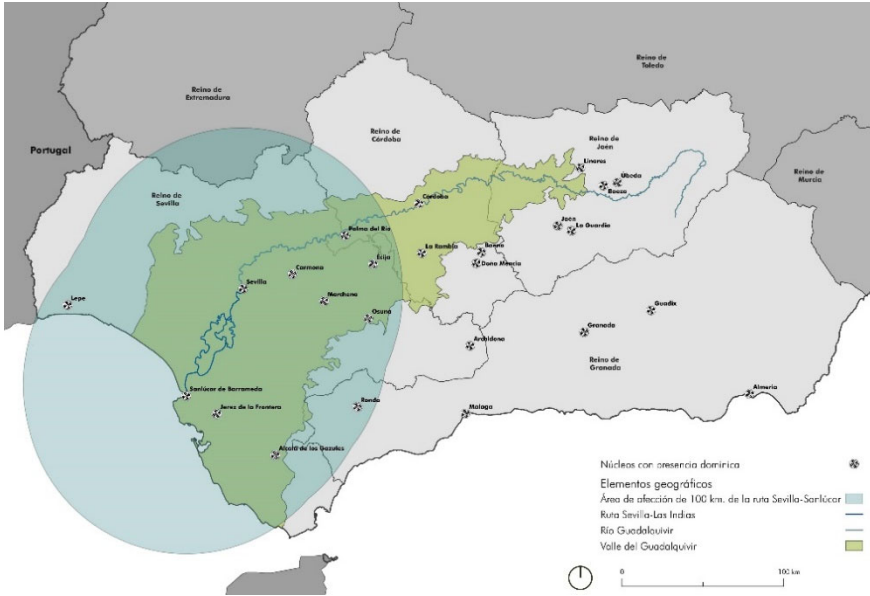 Reino de
Toledo
Reino de
Extremadura
Reino de
Córdoba
Reino de
Jaén
Portugal
Reino de
Murcia
Reino de
Sevilla
Linares
Úbeda
Baeza
Córdoba
Jaén
La Guardia
Palma del Río
La Rambla
Baena
Doña Mencía
Écija
Carmona
Sevilla
Marchena
Lepe
Osuna
Guadix
Granada
Archidona
Reino de
Granada
Almería
Sanlúcar de Barrameda
Ronda
Jerez de la Frontera
Málaga
Alcalá de los Gazules
Núcleos con presencia dominica
Elementos geográficos
Área de afección de 100 km. de la ruta Sevilla-Sanlúcar
Ruta Sevilla-Las Indias
Río Guadalquivir
Valle del Guadalquivir
0
100 km